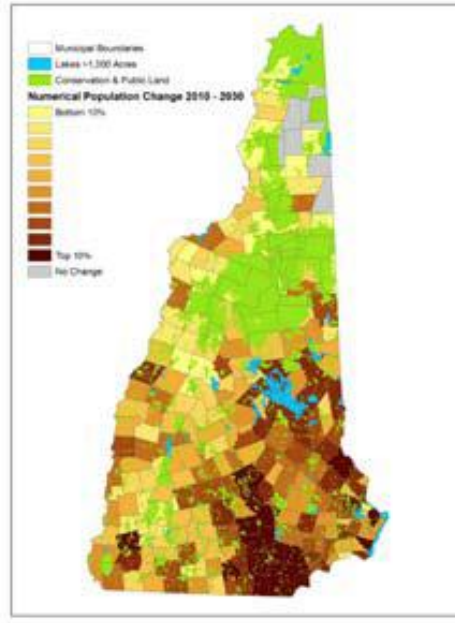 Municipal Boundaries
Lakes >1,000 Acres
Conservation & Public Land
Numerical Population Change 2010 - 2030
Bottom 10%
Top 10%
No Change